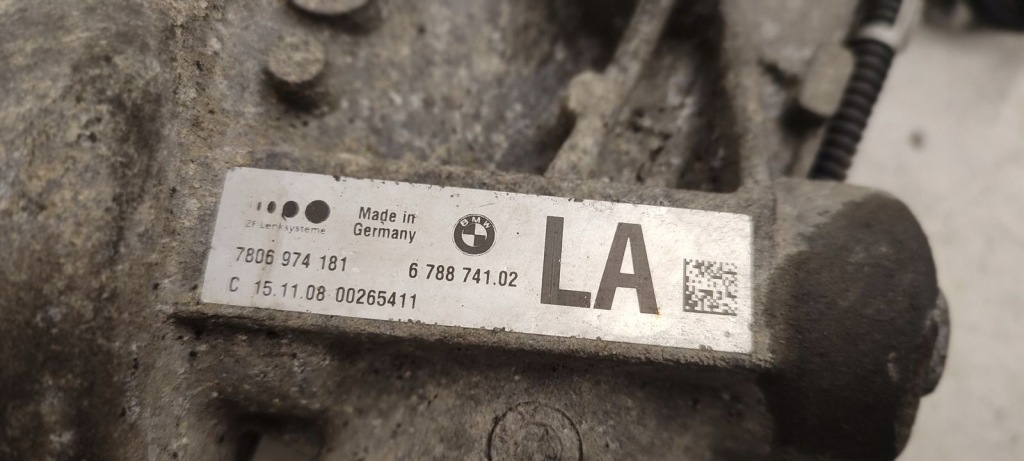 ZF Lenksysteme
Made in
Germany
BMW
7806 974 181
6 788 741.02
LA
C 15.11.08 00265411